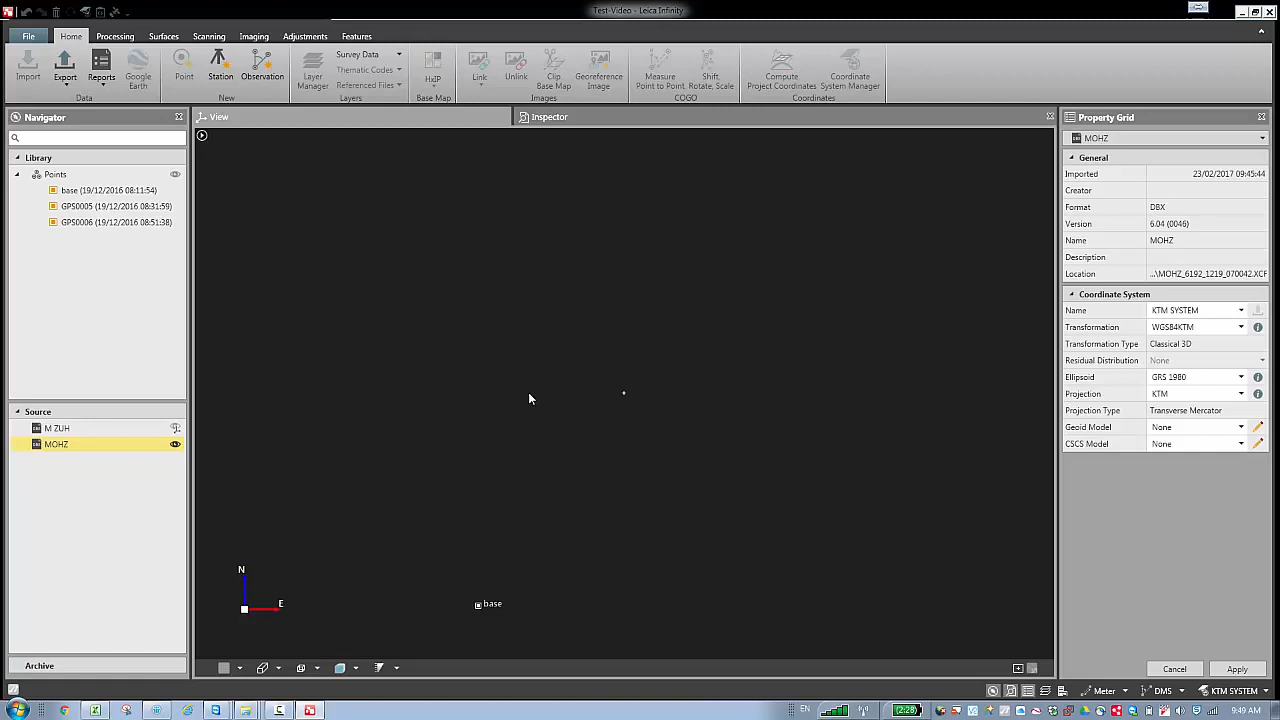 Test-Video - Leica Infinity
File
Home
Processing
Surfaces
Scanning
Imaging
Adjustments
Features
Import
Export
Reports
Google
Earth
Data
Point
Station
Observation
New
Layer
Manager
Survey Data
Thematic Codes
Referenced Files
Layers
HxIP
Base Map
Link
Unlink
Clip
Base Map
Georeference
Image
Images
Measure
Point to Point
Shift,
Rotate, Scale
COGO
Compute
Project Coordinates
Coordinate
System Manager
Coordinates
Navigator
Library
Points
base (19/12/2016 08:11:54)
GPS0005 (19/12/2016 08:31:59)
GPS0006 (19/12/2016 08:51:38)
Source
M ZUH
MOHZ
Archive
View
Inspector
N
E
base
Property Grid
MOHZ
General
Imported 23/02/2017 09:45:44
Creator
Format DBX
Version 6.04 (0046)
Name MOHZ
Description
Location ...\MOHZ_6192_1219_070042.XCF
Coordinate System
Name KTM SYSTEM
Transformation WGS84KTM
Transformation Type Classical 3D
Residual Distribution None
Ellipsoid GRS 1980
Projection KTM
Projection Type Transverse Mercator
Geoid Model None
CSCS Model None
Cancel
Apply
Meter
DMS
KTM SYSTEM
EN
(2:28)
9:49 AM